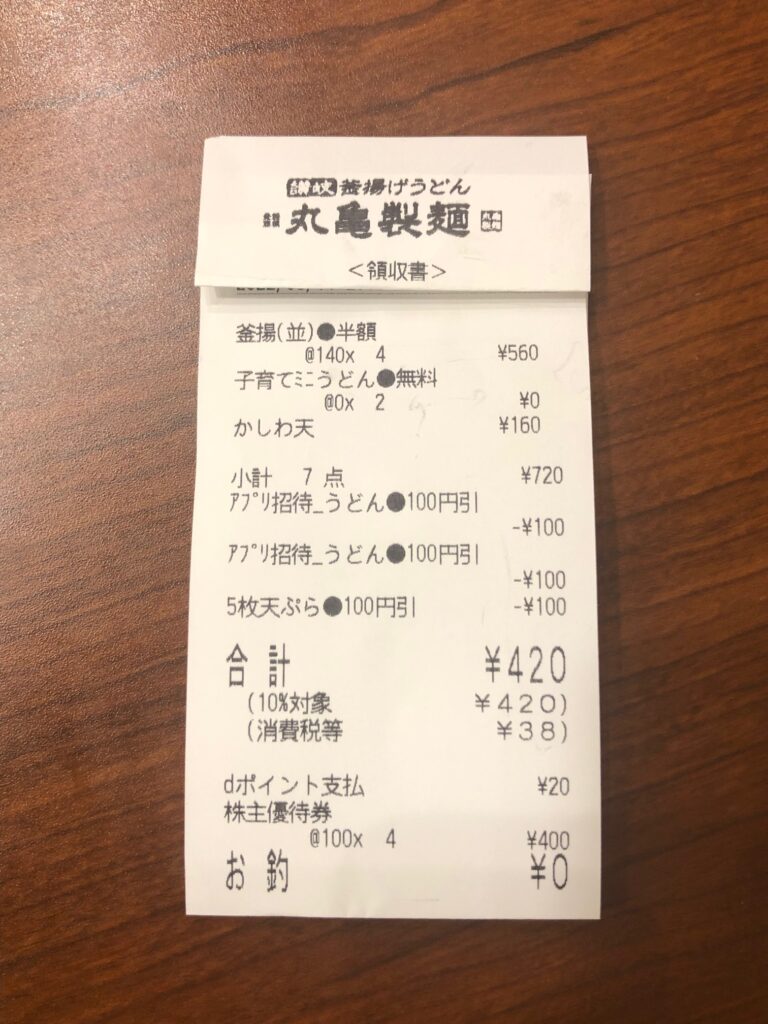 讃岐 釜揚げうどん
丸亀製麺
<領収書>
釜揚(並)●半額
@140x 4 ¥560
子育てミニうどん●無料
@0x 2 ¥0
かしわ天 ¥160
小計 7 点 ¥720
ｱﾌﾟﾘ招待_うどん●100円引
-¥100
ｱﾌﾟﾘ招待_うどん●100円引
-¥100
5枚天ぷら●100円引 -¥100
合 計 ¥420
(10%対象 ¥420)
(消費税等 ¥38)
dポイント支払 ¥20
株主優待券
@100x 4 ¥400
お 釣 ¥0